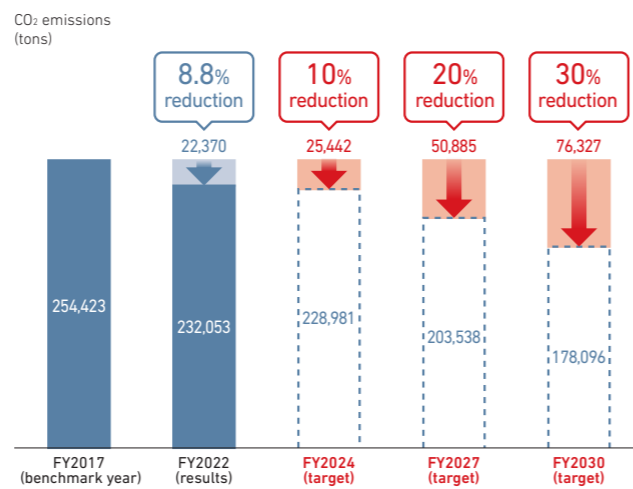 CO₂ emissions
(tons)
8.8%
reduction
10%
reduction
20%
reduction
30%
reduction
22,370
25,442
50,885
76,327
254,423
232,053
228,981
203,538
178,096
FY2017
(benchmark year)
FY2022
(results)
FY2024
(target)
FY2027
(target)
FY2030
(target)